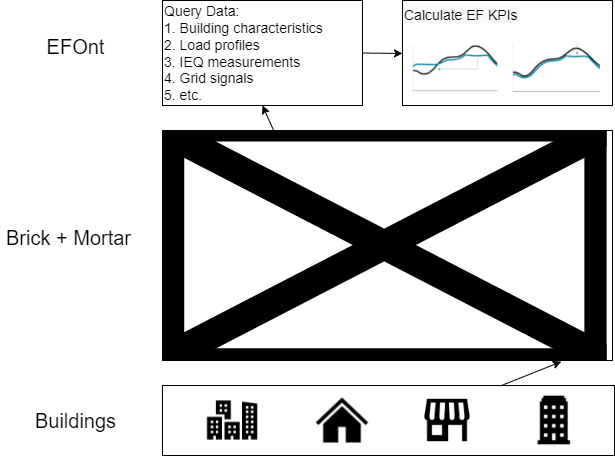 EFOnt
Query Data:
1. Building characteristics
2. Load profiles
3. IEQ measurements
4. Grid signals
5. etc.
Calculate EF KPIs
Brick + Mortar
Buildings